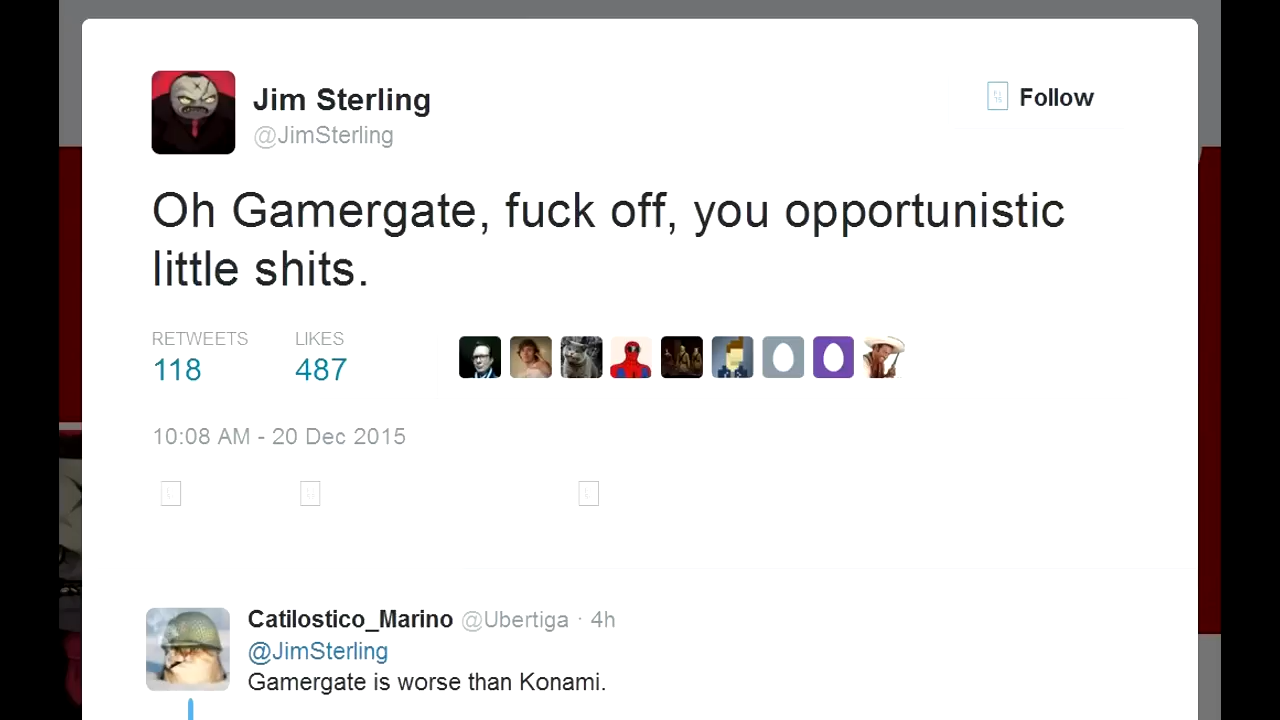 Jim Sterling
@JimSterling
Follow
Oh Gamergate, fuck off, you opportunistic
little shits.
RETWEETS LIKES
118 487
10:08 AM - 20 Dec 2015
Catilostico_Marino @Ubertiga · 4h
@JimSterling
Gamergate is worse than Konami.